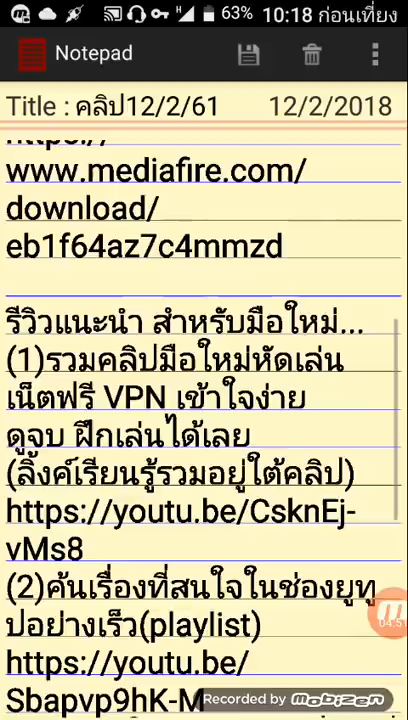 63% 10:18 ก่อนเที่ยง
Notepad
Title : คลิป12/2/61 12/2/2018
https://
www.mediafire.com/
download/
eb1f64az7c4mmzd
รีวิวแนะนำ สำหรับมือใหม่...
(1)รวมคลิปมือใหม่หัดเล่น
เน็ตฟรี VPN เข้าใจง่าย
ดูจบ ฝึกเล่นได้เลย
(ลิ้งค์เรียนรู้รวมอยู่ใต้คลิป)
https://youtu.be/CsknEj-
vMs8
(2)ค้นเรื่องที่สนใจในช่องยูทู
ปอย่างเร็ว(playlist)
04:51
https://youtu.be/
Sbapvp9hK-M
Recorded by mobizen